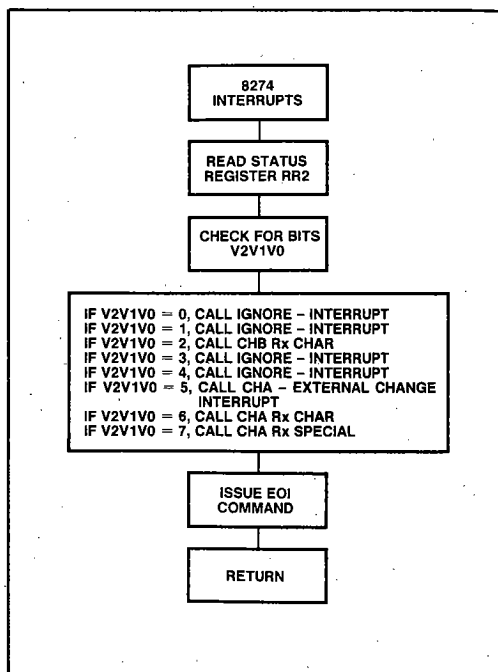 8274
INTERRUPTS
READ STATUS
REGISTER RR2
CHECK FOR BITS
V2V1V0
IF V2V1V0 = 0, CALL IGNORE – INTERRUPT
IF V2V1V0 = 1, CALL IGNORE – INTERRUPT
IF V2V1V0 = 2, CALL CHB Rx CHAR
IF V2V1V0 = 3, CALL IGNORE – INTERRUPT
IF V2V1V0 = 4, CALL IGNORE – INTERRUPT
IF V2V1V0 = 5, CALL CHA – EXTERNAL CHANGE
INTERRUPT
IF V2V1V0 = 6, CALL CHA Rx CHAR
IF V2V1V0 = 7, CALL CHA Rx SPECIAL
ISSUE EOI
COMMAND
RETURN